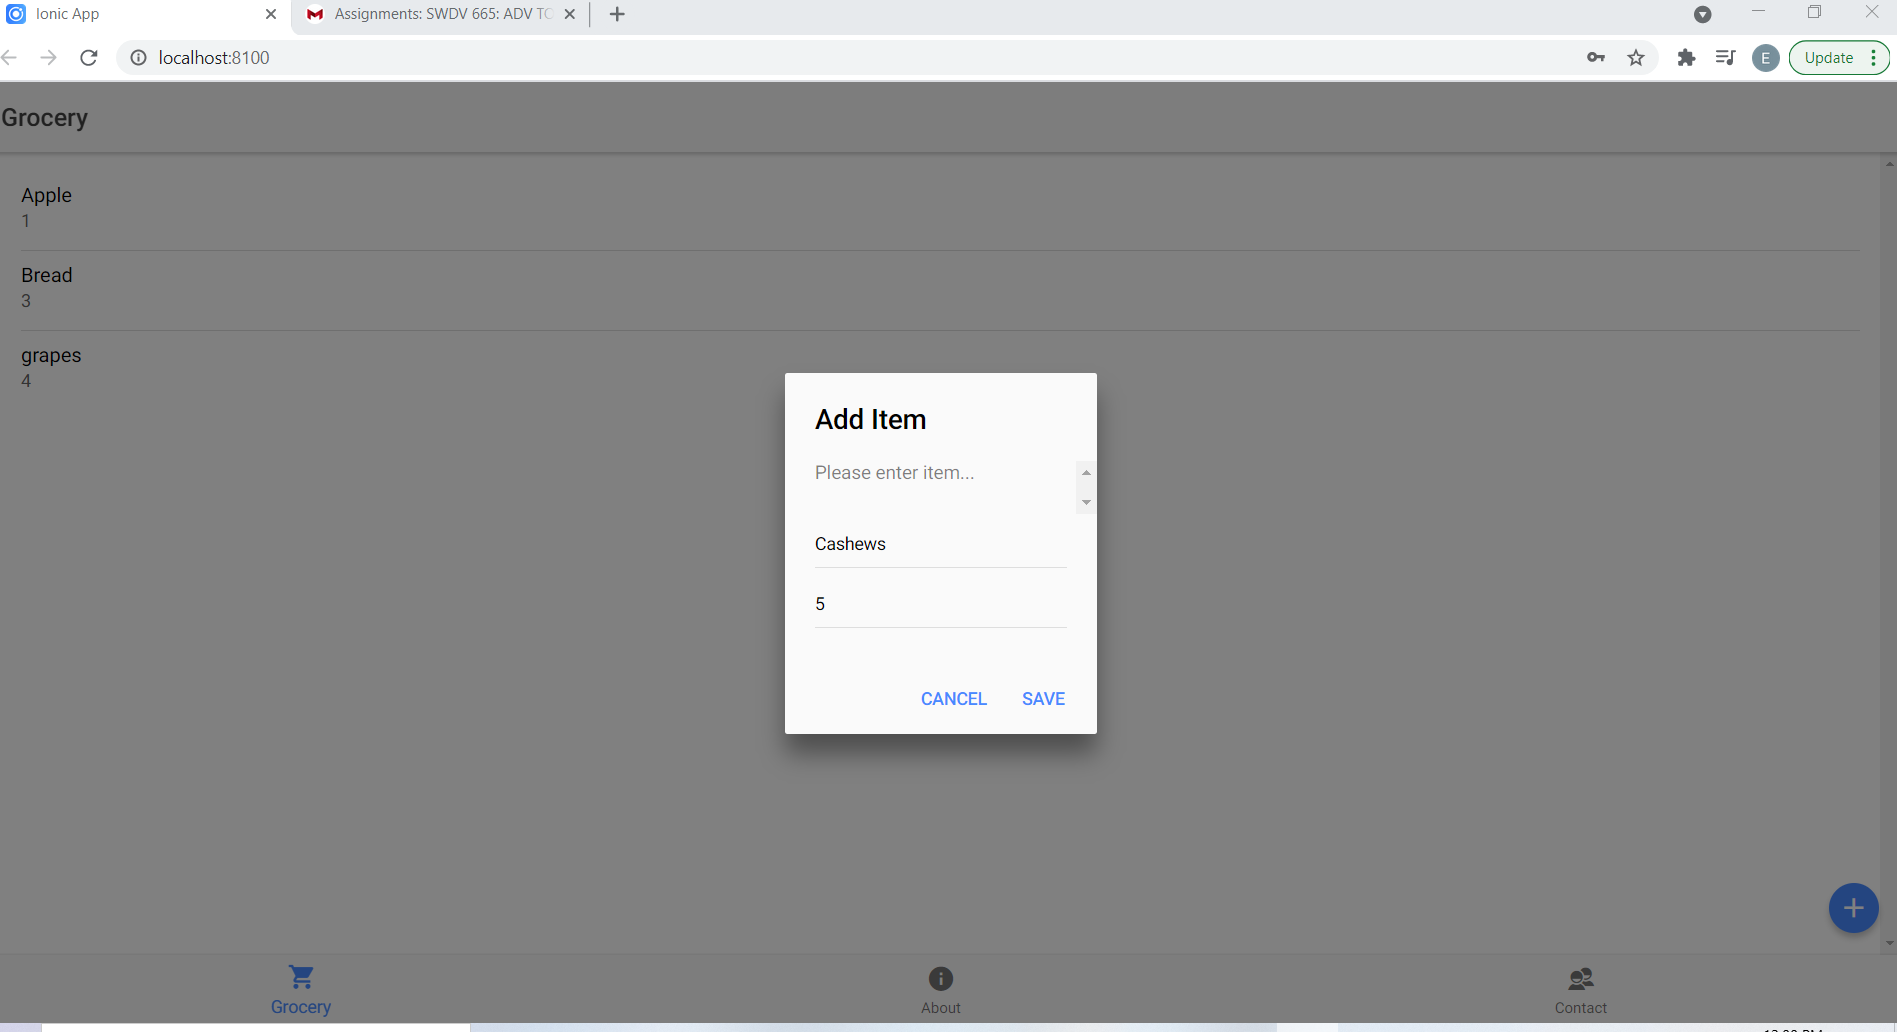 Ionic App
Assignments: SWDV 665: ADV TO
localhost:8100
E
Update
Grocery
Apple
1
Bread
3
grapes
4
Add Item
Please enter item...
Cashews
5
CANCEL SAVE
Grocery
About
Contact